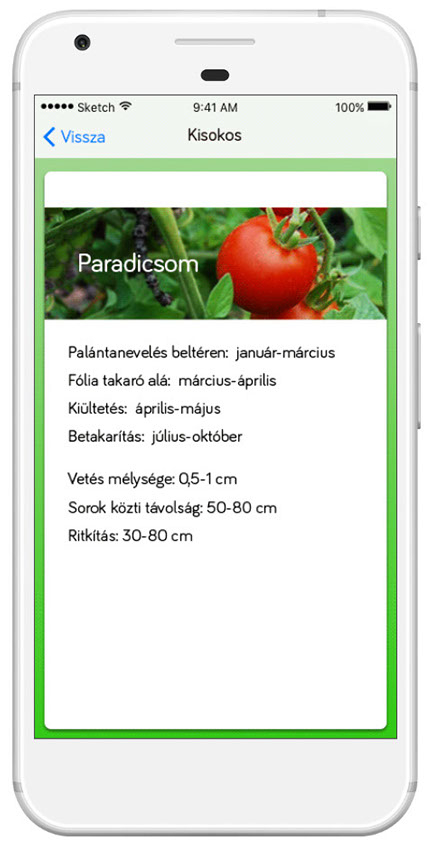 Sketch 9:41 AM 100%
Vissza Kisokos
Paradicsom
Palántanevelés beltéren: január-március
Fólia takaró alá: március-április
Kiültetés: április-május
Betakarítás: július-október
Vetés mélysége: 0,5-1 cm
Sorok közti távolság: 50-80 cm
Ritkítás: 30-80 cm